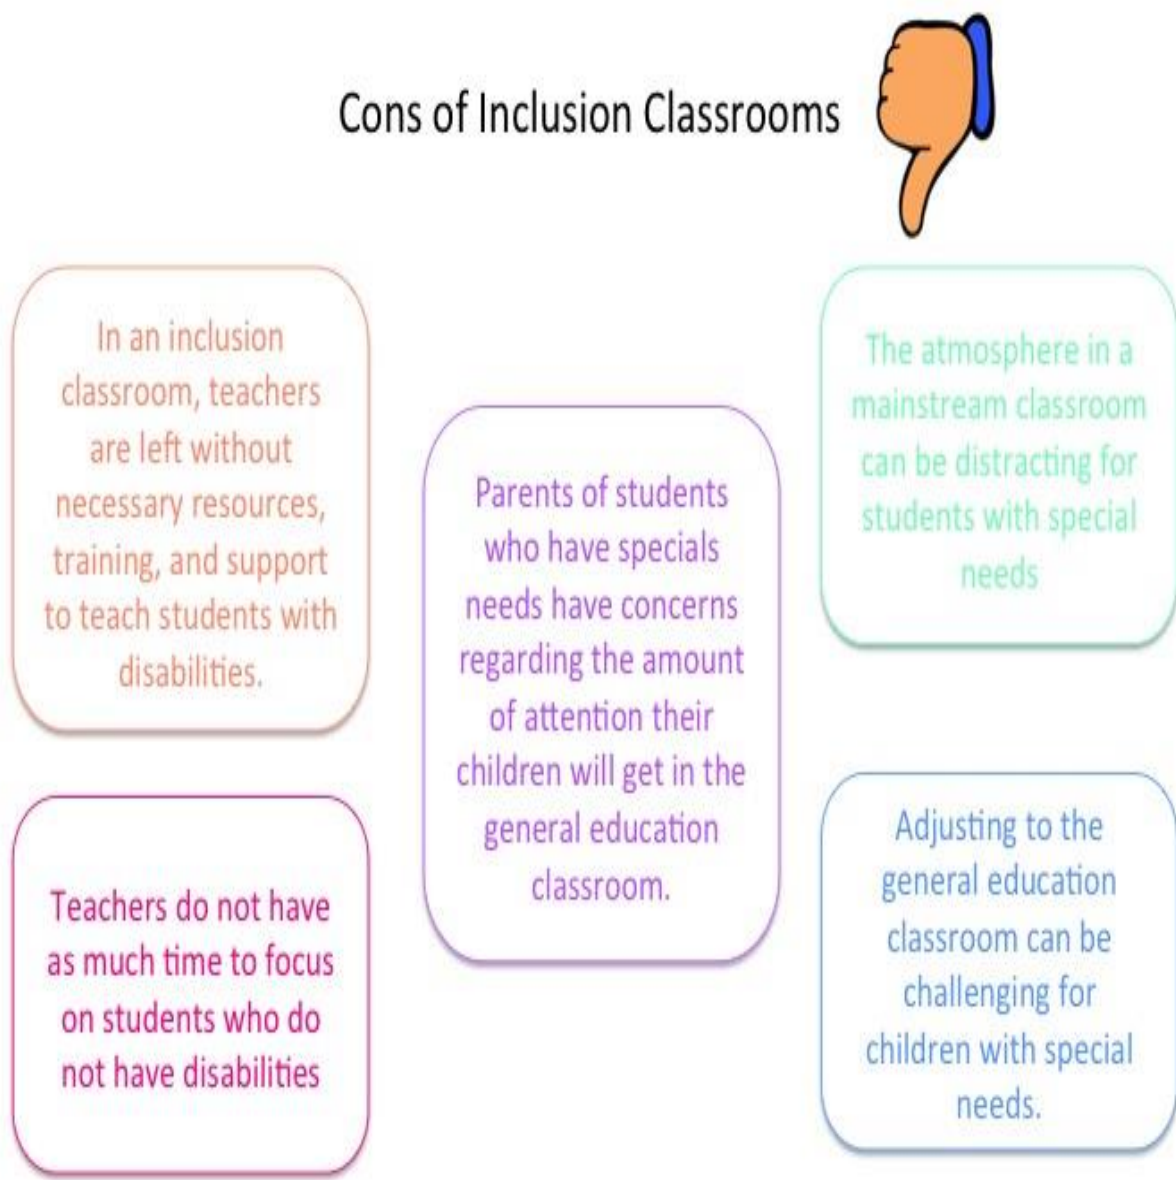 Cons of Inclusion Classrooms
In an inclusion
classroom, teachers
are left without
necessary resources,
training, and support
to teach students with
disabilities.
Teachers do not have
as much time to focus
on students who do
not have disabilities
Parents of students
who have specials
needs have concerns
regarding the amount
of attention their
children will get in the
general education
classroom.
The atmosphere in a
mainstream classroom
can be distracting for
students with special
needs
Adjusting to the
general education
classroom can be
challenging for
children with special
needs.